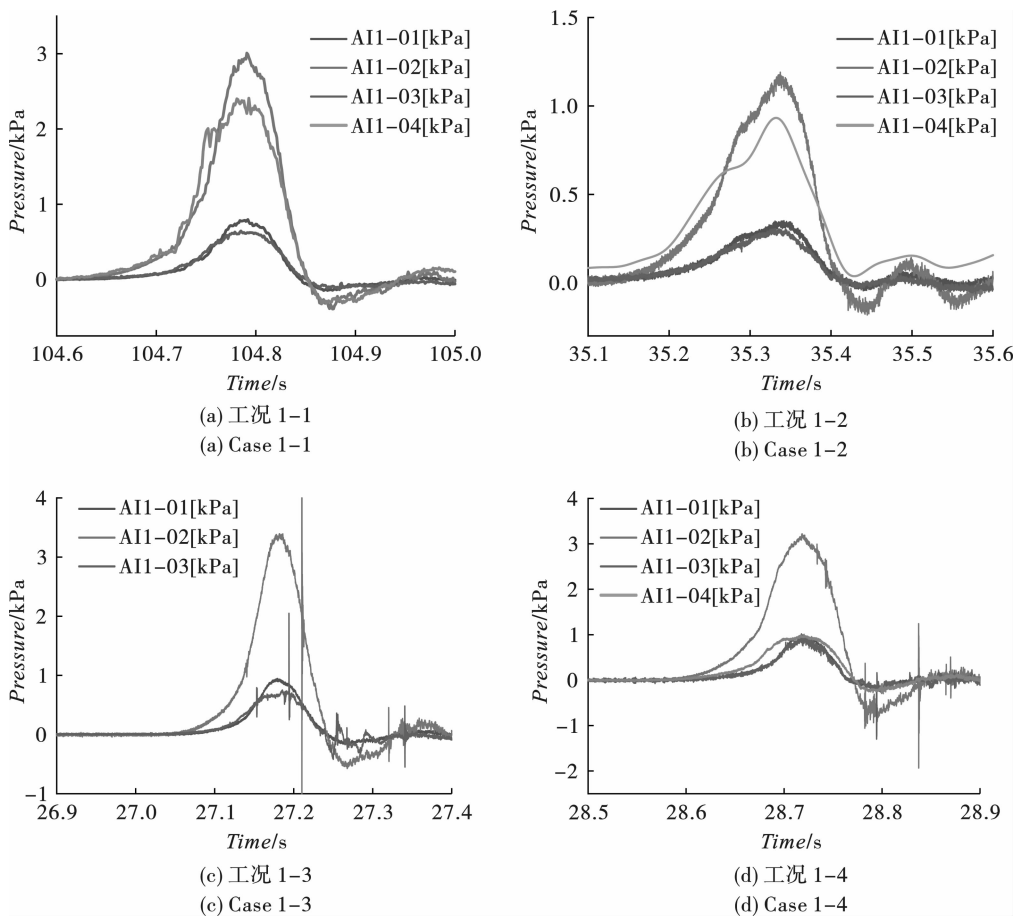 AI1-01[kPa]
AI1-02[kPa]
AI1-03[kPa]
AI1-04[kPa]
3
2
1
0
Pressure/kPa
104.6 104.7 104.8 104.9 105.0
Time/s
(a) 工况 1-1
(a) Case 1-1
AI1-01[kPa]
AI1-02[kPa]
AI1-03[kPa]
AI1-04[kPa]
1.5
1.0
0.5
0.0
Pressure/kPa
35.1 35.2 35.3 35.4 35.5 35.6
Time/s
(b) 工况 1-2
(b) Case 1-2
AI1-01[kPa]
AI1-02[kPa]
AI1-03[kPa]
4
3
2
1
0
-1
Pressure/kPa
26.9 27.0 27.1 27.2 27.3 27.4
Time/s
(c) 工况 1-3
(c) Case 1-3
AI1-01[kPa]
AI1-02[kPa]
AI1-03[kPa]
AI1-04[kPa]
4
3
2
1
0
-1
-2
Pressure/kPa
28.5 28.6 28.7 28.8 28.9
Time/s
(d) 工况 1-4
(d) Case 1-4